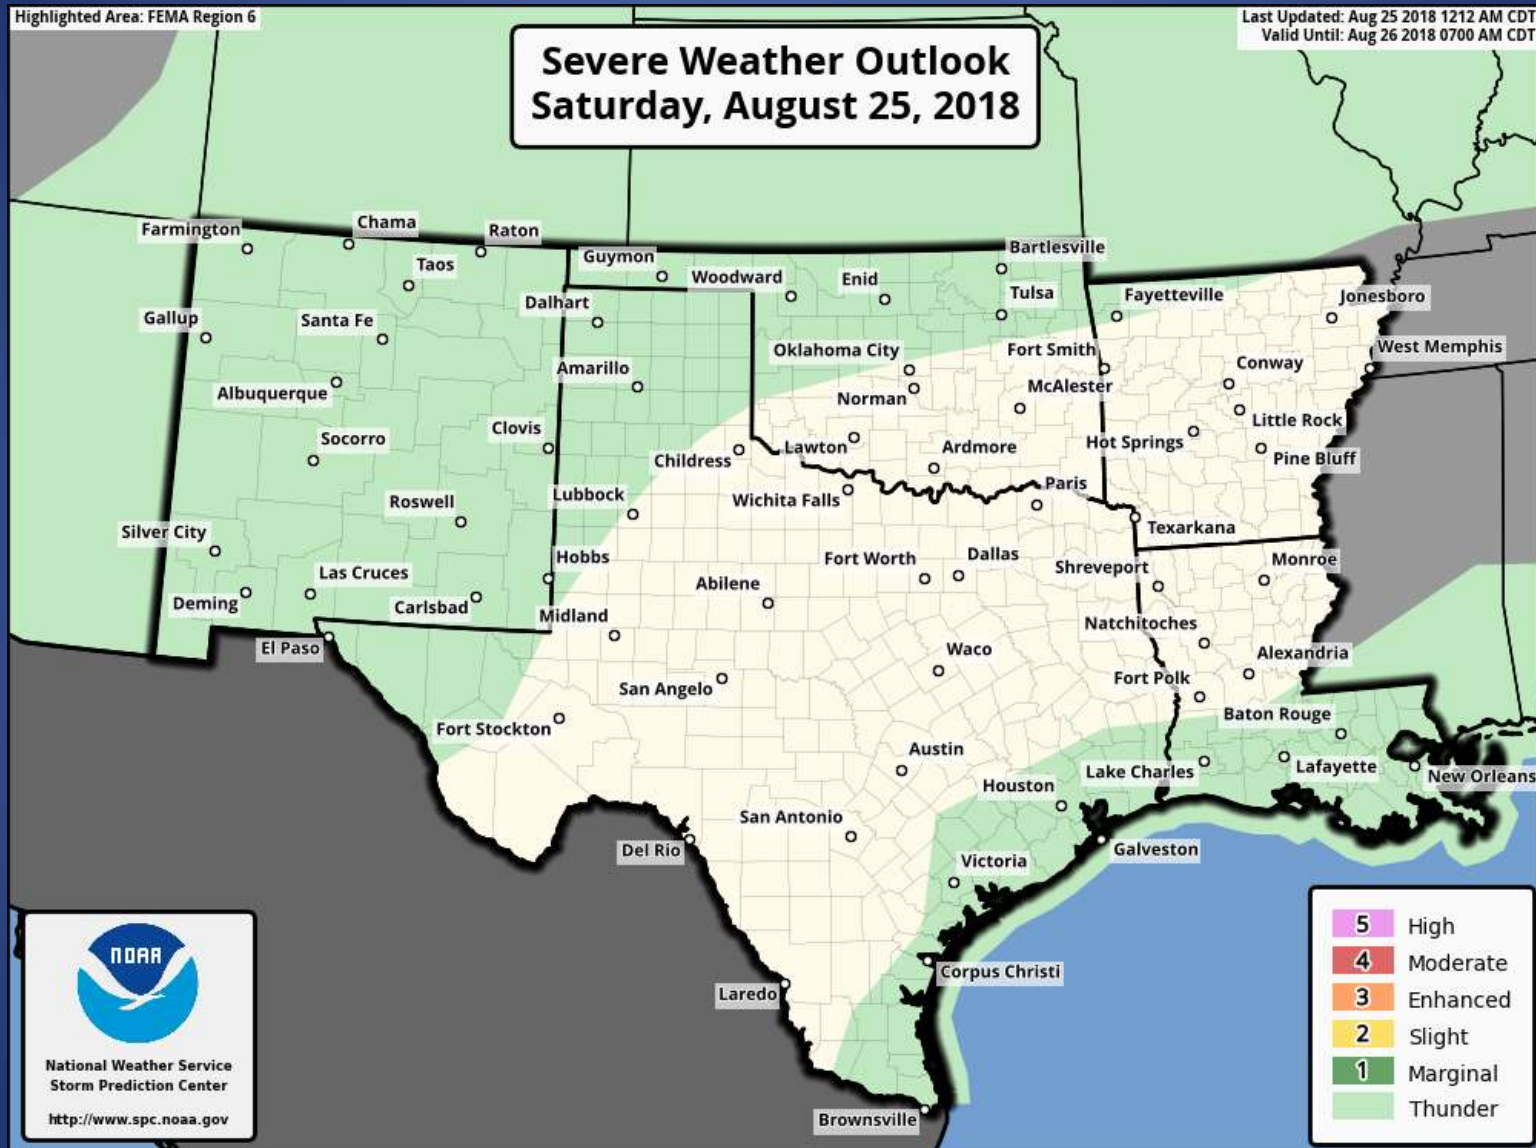 Highlighted Area: FEMA Region 6
Last Updated: Aug 25 2018 1212 AM CDT
Valid Until: Aug 26 2018 0700 AM CDT
Severe Weather Outlook
Saturday, August 25, 2018
Farmington
Chama
Raton
Taos
Guymon
Woodward
Enid
Bartlesville
Tulsa
Fayetteville
Jonesboro
Gallup
Santa Fe
Dalhart
Oklahoma City
Fort Smith
West Memphis
Conway
Amarillo
Albuquerque
Norman
McAlester
Little Rock
Socorro
Clovis
Childress
Lawton
Ardmore
Hot Springs
Pine Bluff
Roswell
Lubbock
Wichita Falls
Paris
Texarkana
Silver City
Hobbs
Fort Worth
Dallas
Shreveport
Monroe
Las Cruces
Deming
Carlsbad
Midland
Abilene
Natchitoches
El Paso
Waco
Alexandria
San Angelo
Fort Polk
Fort Stockton
Baton Rouge
Austin
Houston
Lake Charles
Lafayette
New Orleans
San Antonio
Del Rio
Galveston
Victoria
Corpus Christi
Laredo
Brownsville
NOAA
National Weather Service
Storm Prediction Center
http://www.spc.noaa.gov
5 High
4 Moderate
3 Enhanced
2 Slight
1 Marginal
Thunder